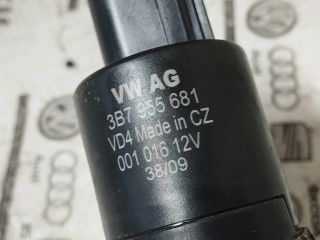 VW AG
3B7 955 681
VD4 Made in CZ
001 016 12V
38/09